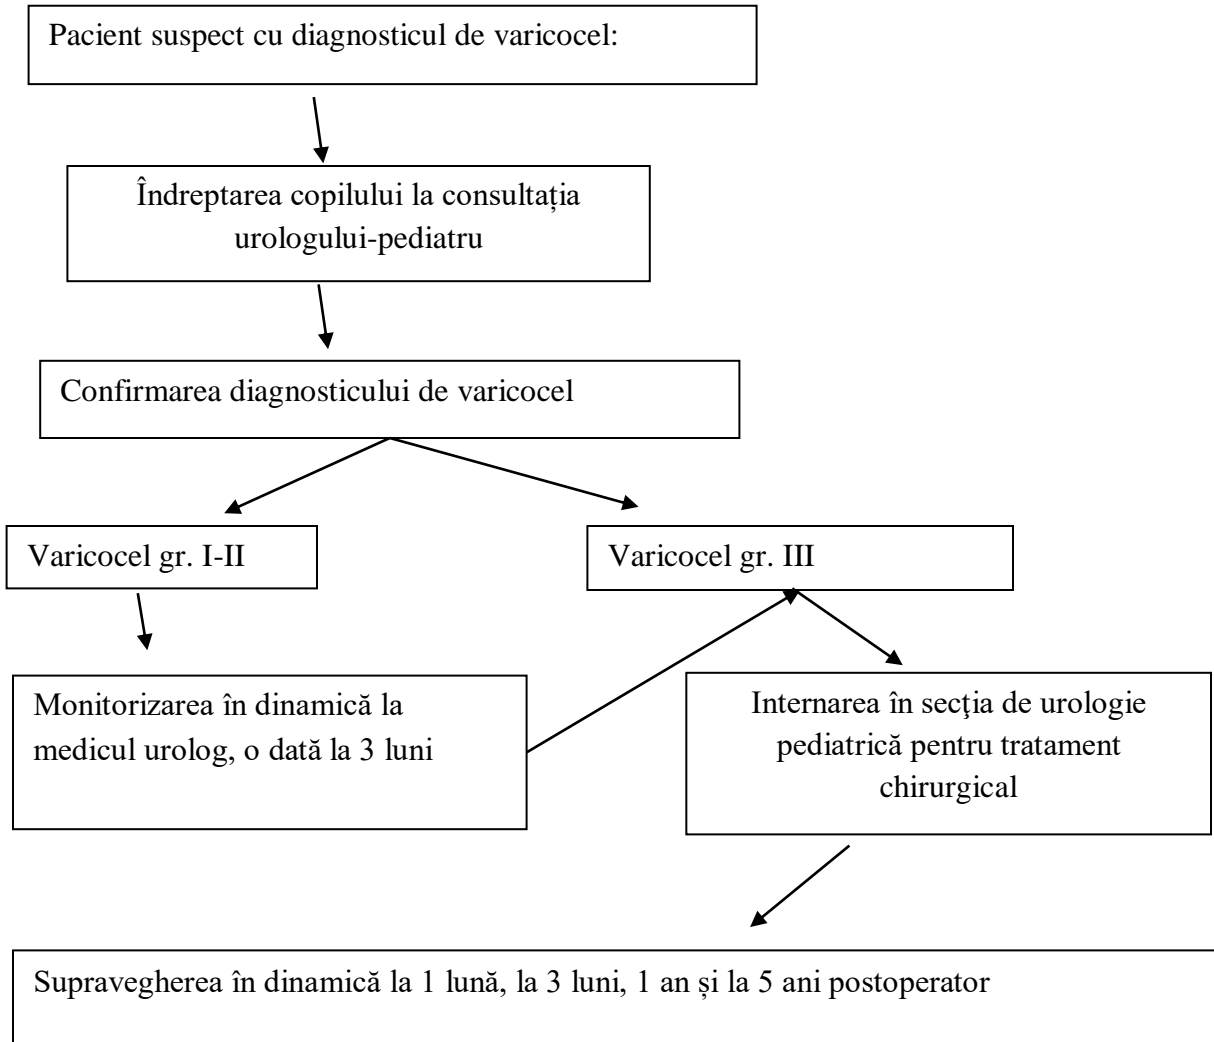 Pacient suspect cu diagnosticul de varicocel:
Îndreptarea copilului la consultația
urologului-pediatru
Confirmarea diagnosticului de varicocel
Varicocel gr. I-II
Varicocel gr. III
Monitorizarea în dinamică la
medicul urolog, o dată la 3 luni
Internarea în secţia de urologie
pediatrică pentru tratament
chirurgical
Supravegherea în dinamică la 1 lună, la 3 luni, 1 an și la 5 ani postoperator